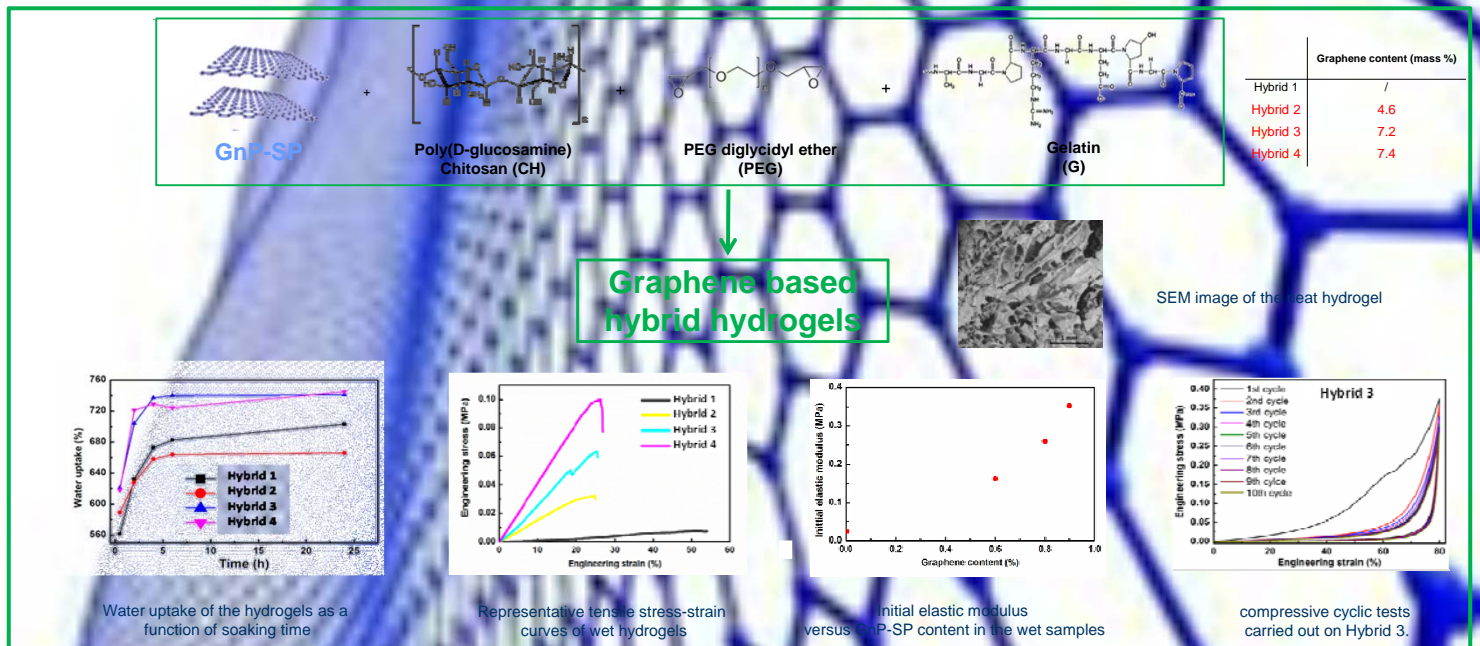 GnP-SP
+
Poly(D-glucosamine)
Chitosan (CH)
+
PEG diglycidyl ether
(PEG)
+
Gelatin
(G)
Graphene content (mass %)
Hybrid 1 /
Hybrid 2 4.6
Hybrid 3 7.2
Hybrid 4 7.4
Graphene based
hybrid hydrogels
SEM image of the neat hydrogel
760
720
680
640
600
560
Water uptake (%)
Hybrid 1
Hybrid 2
Hybrid 3
Hybrid 4
0 5 10 15 20 25
Time (h)
Water uptake of the hydrogels as a
function of soaking time
0.10
0.08
0.06
0.04
0.02
0.00
Engineering stress (MPa)
Hybrid 1
Hybrid 2
Hybrid 3
Hybrid 4
0 10 20 30 40 50 60
Engineering strain (%)
Representative tensile stress-strain
curves of wet hydrogels
0.4
0.3
0.2
0.1
0.0
Inittial elastic modulus (MPa)
0.0 0.2 0.4 0.6 0.8 1.0
Graphene content (%)
Initial elastic modulus
versus GnP-SP content in the wet samples
0.40
0.35
0.30
0.25
0.20
0.15
0.10
0.05
0.00
Engineering stress (MPa)
Hybrid 3
1st cycle
2nd cycle
3rd cycle
4th cycle
5th cycle
6th cycle
7th cycle
8th cycle
9th cylce
10th cycle
0 20 40 60 80
Engineering strain (%)
compressive cyclic tests
carried out on Hybrid 3.